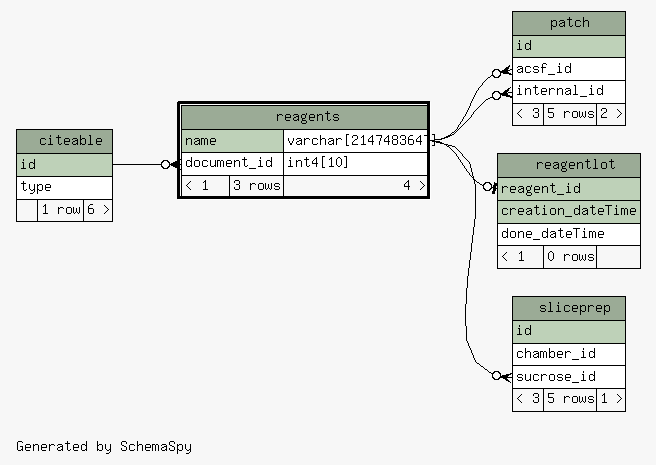 patch
id
acsf_id
internal_id
< 3 5 rows 2 >
reagents
name varchar[214748364
document_id int4[10]
< 1 3 rows 4 >
citeable
id
type
1 row 6 >
reagentlot
reagent_id
creation_dateTime
done_dateTime
< 1 0 rows
sliceprep
id
chamber_id
sucrose_id
< 3 5 rows 1 >
Generated by SchemaSpy